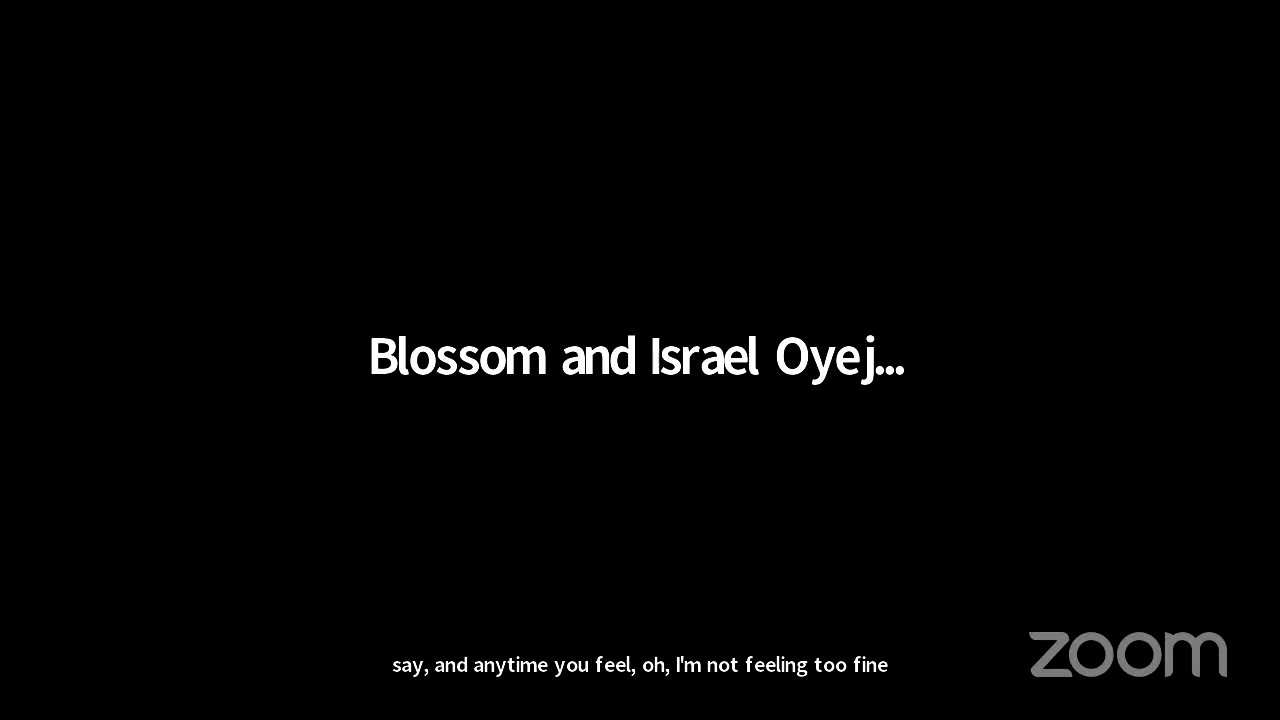 Blossom and Israel Oyej...
say, and anytime you feel, oh, I'm not feeling too fine
zoom